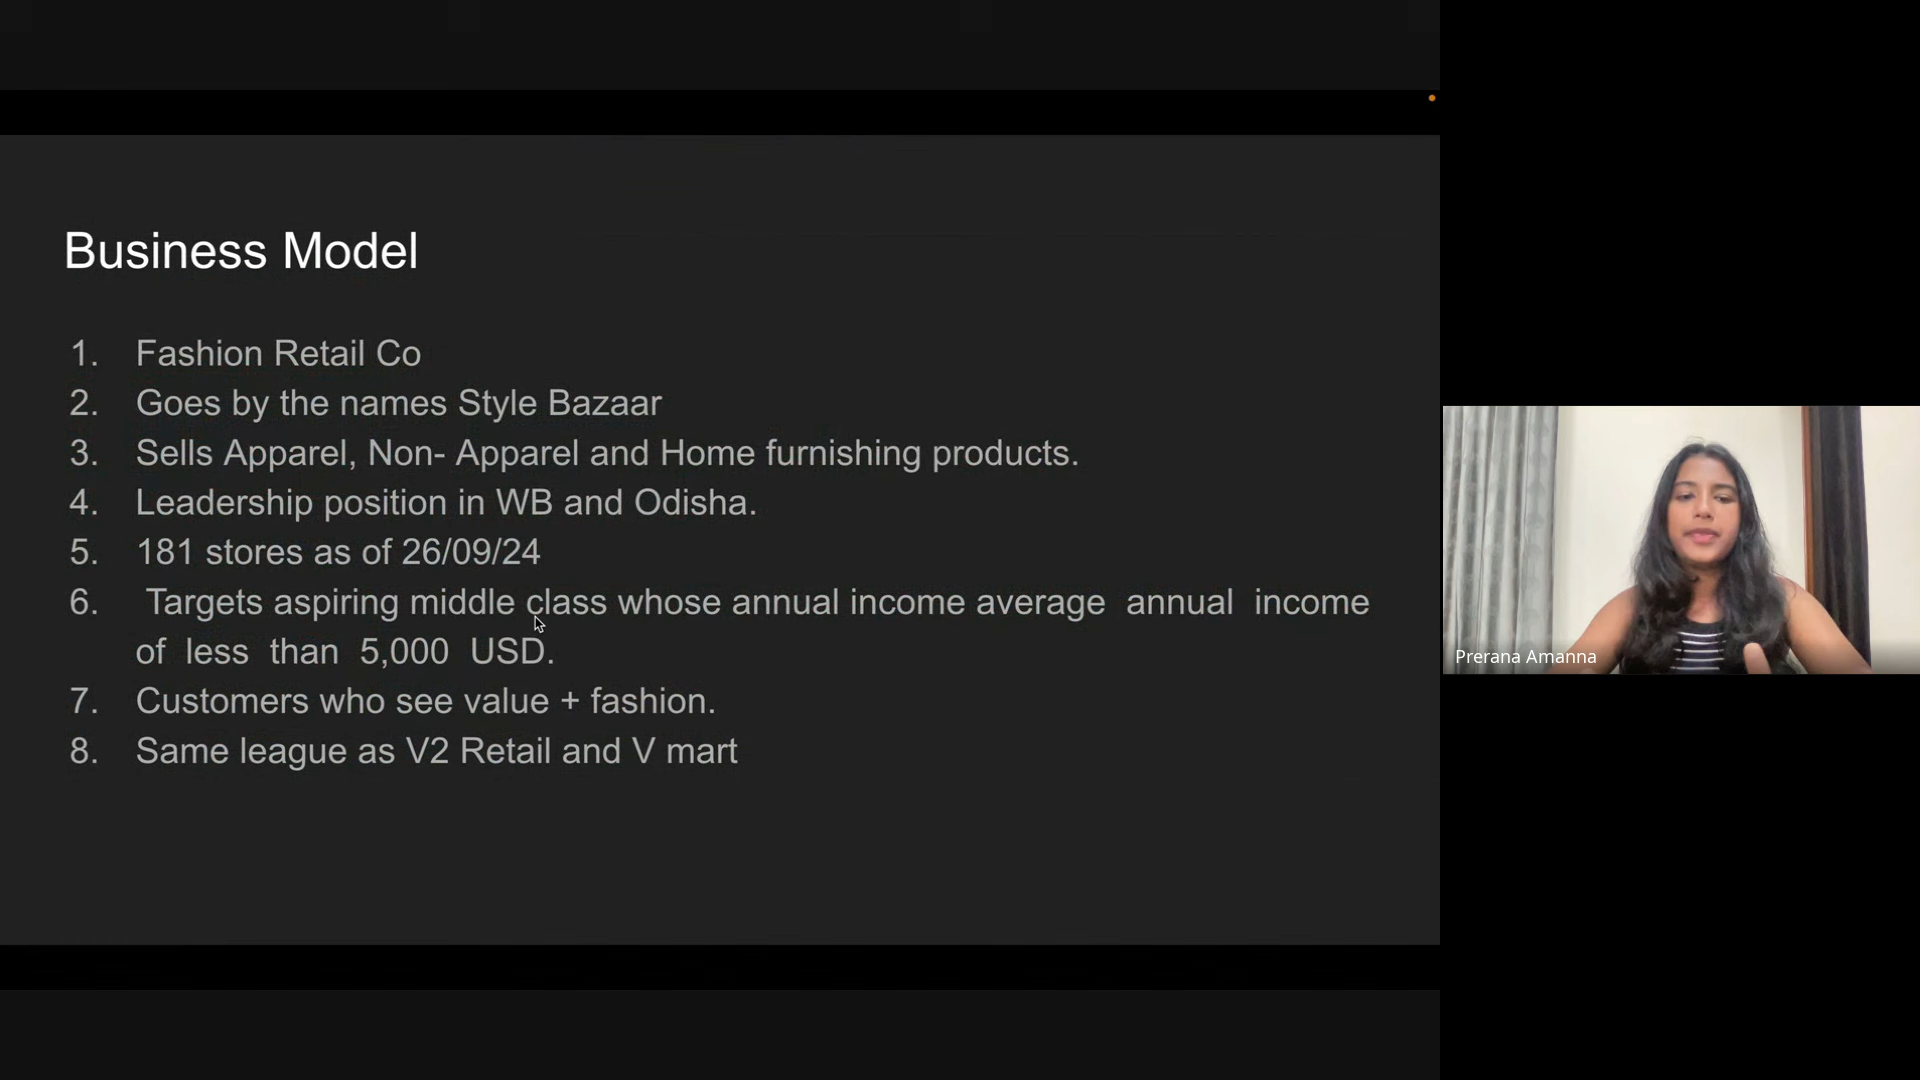 Business Model
1. Fashion Retail Co
2. Goes by the names Style Bazaar
3. Sells Apparel, Non- Apparel and Home furnishing products.
4. Leadership position in WB and Odisha.
5. 181 stores as of 26/09/24
6. Targets aspiring middle class whose annual income average annual income
of less than 5,000 USD.
7. Customers who see value + fashion.
8. Same league as V2 Retail and V mart
Prerana Amanna